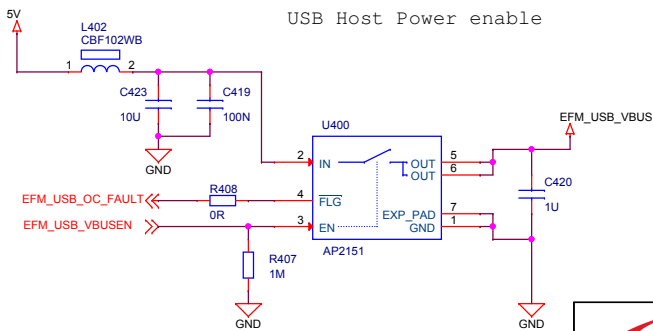 USB Host Power enable
5V
L402
CBF102WB
1
2
C423
10U
C419
100N
GND
U400
EFM_USB_VBUS
2
IN
OUT
5
OUT
6
EFM_USB_OC_FAULT
R408
0R
4
FLG
C420
1U
EFM_USB_VBUSEN
3
EN
EXP_PAD
7
GND
1
AP2151
R407
1M
GND
GND